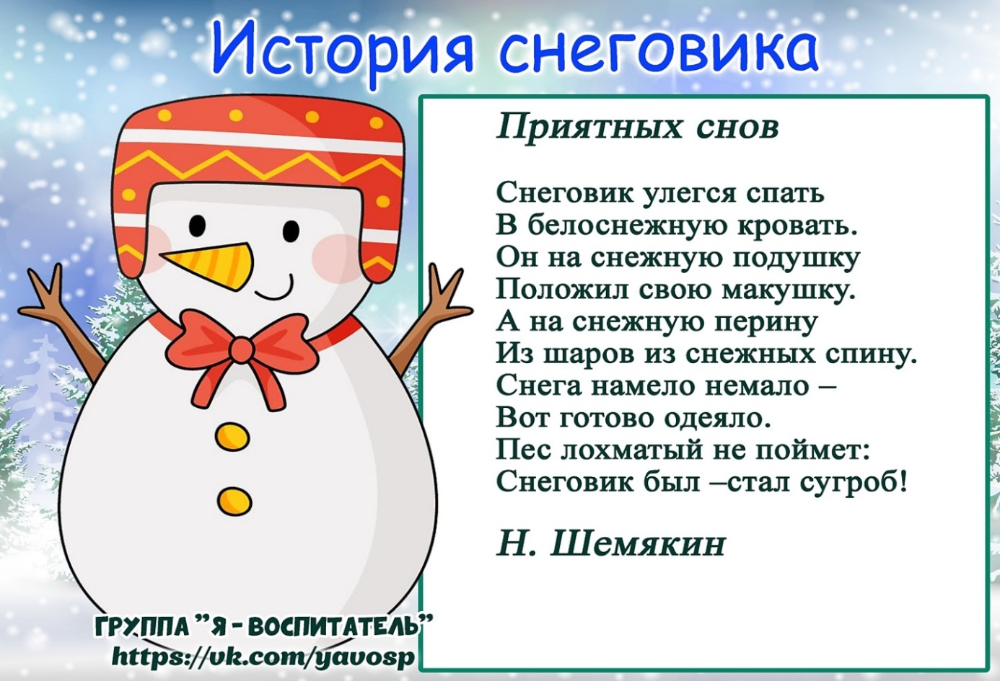 История снеговика
Приятных снов
Снеговик улегся спать
В белоснежную кровать.
Он на снежную подушку
Положил свою макушку.
А на снежную перину
Из шаров из снежных спину.
Снега намело немало –
Вот готово одеяло.
Пес лохматый не поймет:
Снеговик был –стал сугроб!
Н. Шемякин
ГРУППА "Я - ВОСПИТАТЕЛЬ"
https://vk.com/yavosp